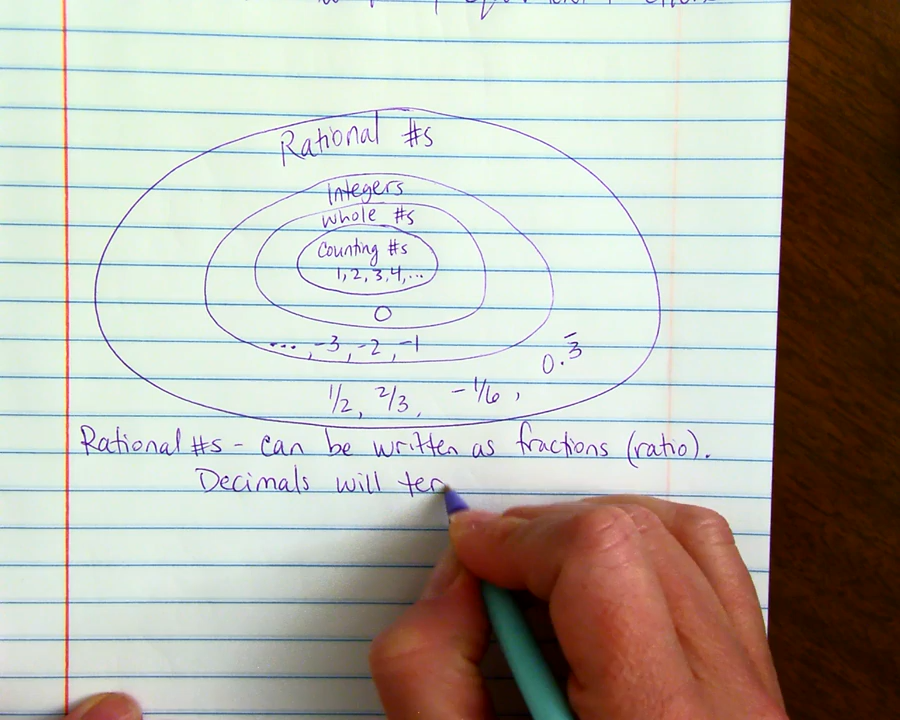 Rational #s
Integers
Whole #s
Counting #s
1, 2, 3, 4, ...
0
..., -3, -2, -1
0.3̅
1/2, 2/3, -1/6,
Rational #s - can be written as fractions (ratio).
Decimals will ter